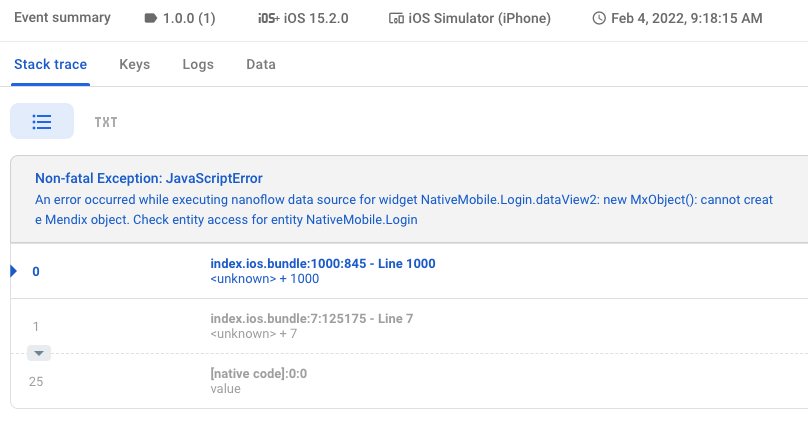 Event summary 1.0.0 (1) iOS+ iOS 15.2.0 iOS Simulator (iPhone) Feb 4, 2022, 9:18:15 AM
Stack trace Keys Logs Data
TXT
Non-fatal Exception: JavaScriptError
An error occurred while executing nanoflow data source for widget NativeMobile.Login.dataView2: new MxObject(): cannot creat
e Mendix object. Check entity access for entity NativeMobile.Login
0 index.ios.bundle:1000:845 - Line 1000
<unknown> + 1000
1 index.ios.bundle:7:125175 - Line 7
<unknown> + 7
25 [native code]:0:0
value